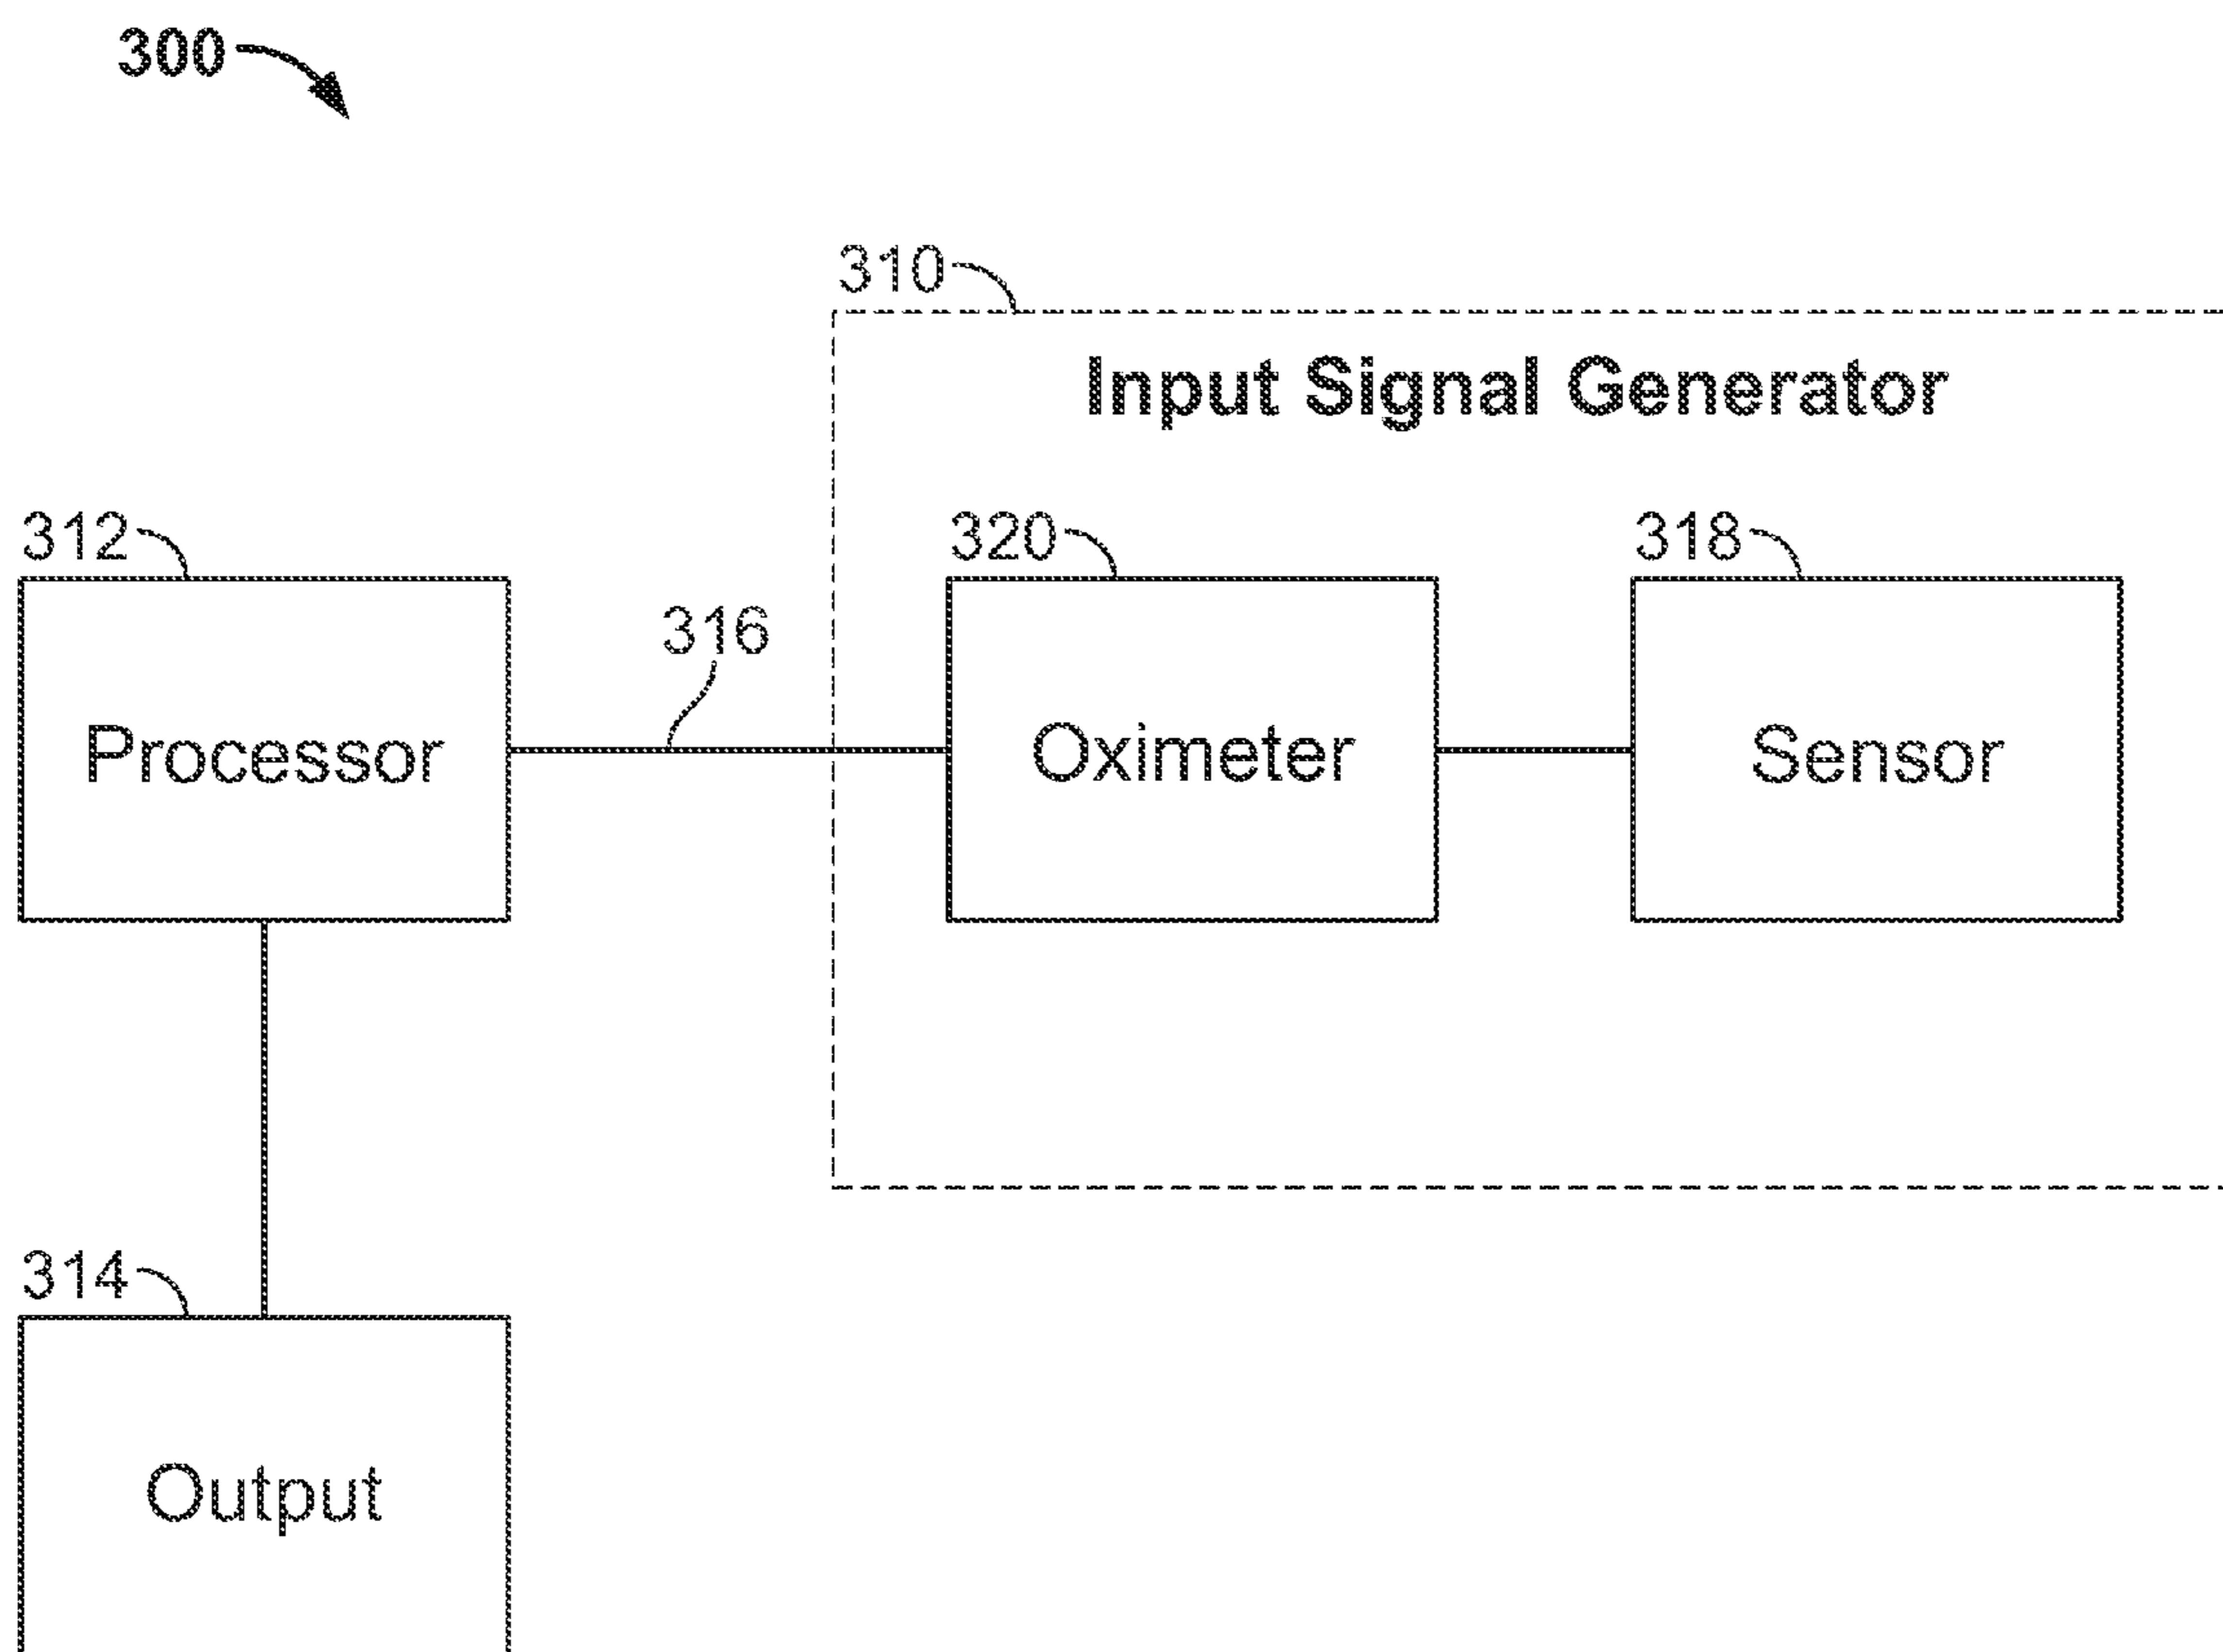 300
310
Input Signal Generator
312
320
318
316
Processor
Oximeter
Sensor
314
Output